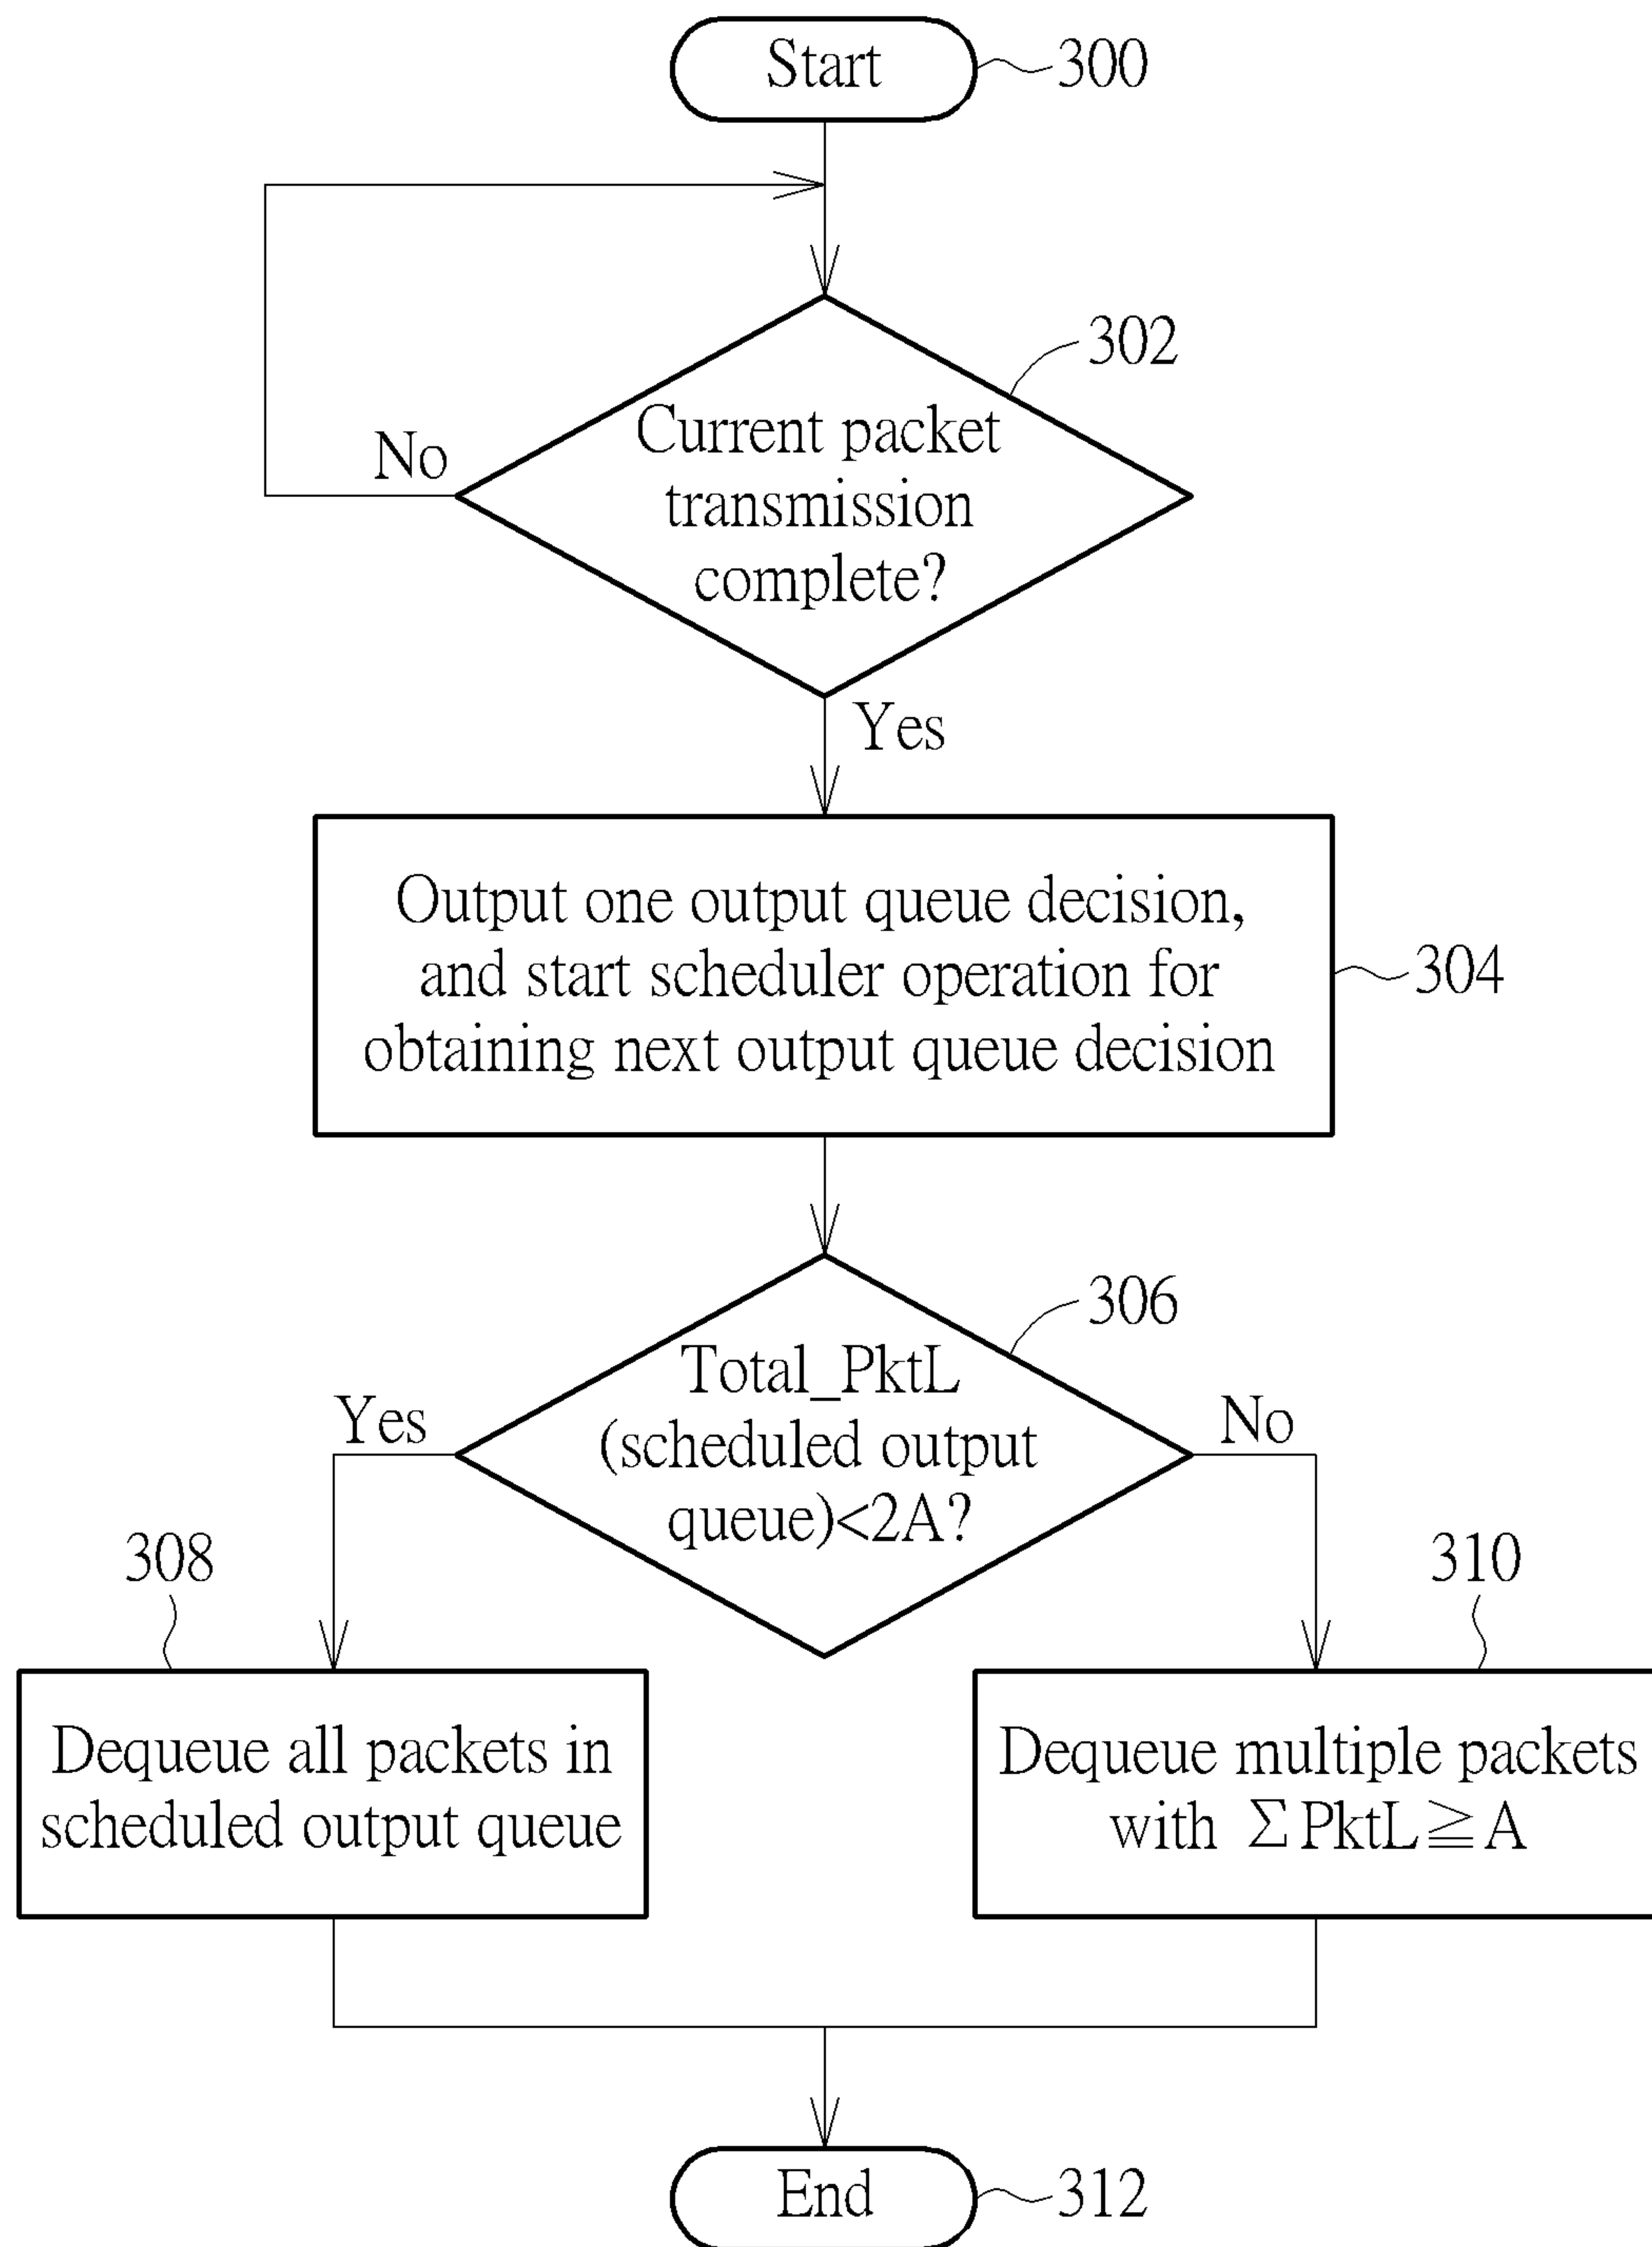 Start
300
302
Current packet
transmission
complete?
No
Yes
Output one output queue decision,
and start scheduler operation for
obtaining next output queue decision
304
306
Total_PktL
(scheduled output
queue)<2A?
Yes
No
308
310
Dequeue all packets in
scheduled output queue
Dequeue multiple packets
with ΣPktL≧A
End
312